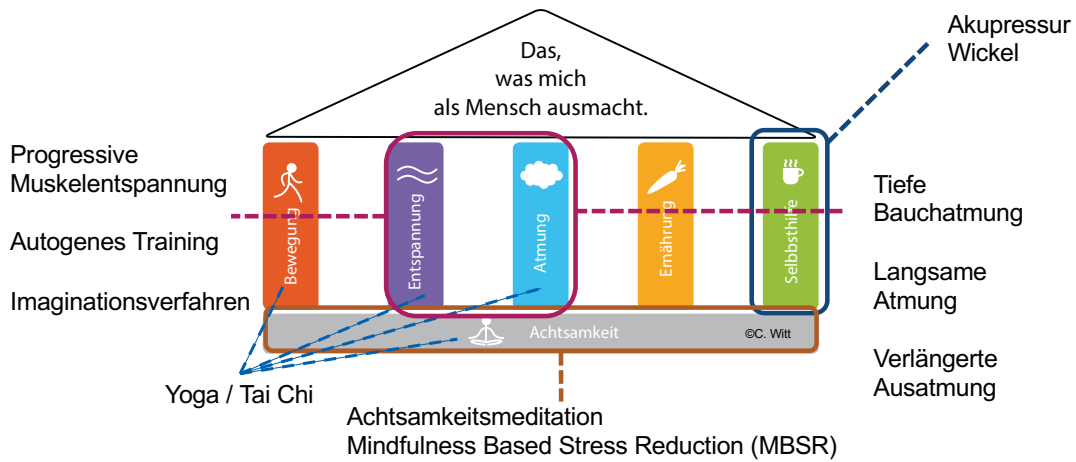 Das,
was mich
als Mensch ausmacht.
Akupressur
Wickel
Progressive
Muskelentspannung
Autogenes Training
Imaginationsverfahren
Bewegung
Entspannung
Atmung
Ernährung
Selbbsthilfe
Tiefe
Bauchatmung
Langsame
Atmung
Verlängerte
Ausatmung
Achtsamkeit
©C. Witt
Yoga / Tai Chi
Achtsamkeitsmeditation
Mindfulness Based Stress Reduction (MBSR)